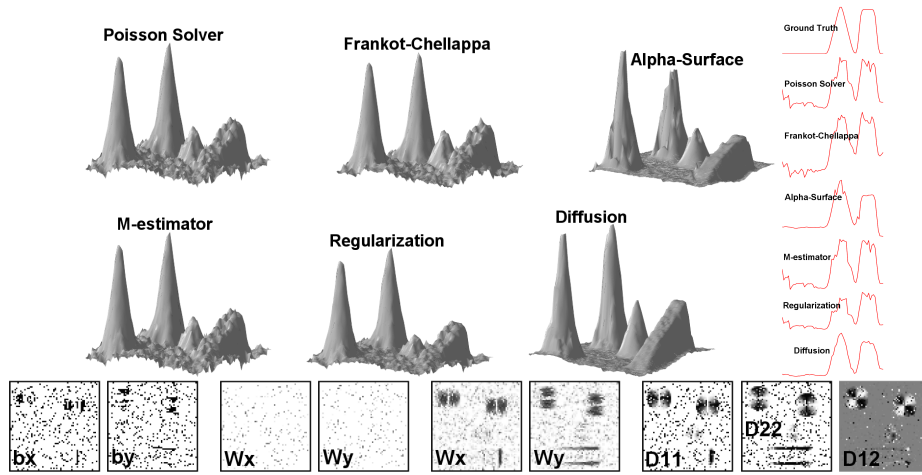 Poisson Solver
Frankot-Chellappa
Alpha-Surface
M-estimator
Regularization
Diffusion
Ground Truth
Poisson Solver
Frankot-Chellappa
Alpha-Surface
M-estimator
Regularization
Diffusion
bx
by
Wx
Wy
Wx
Wy
D11
D22
D12